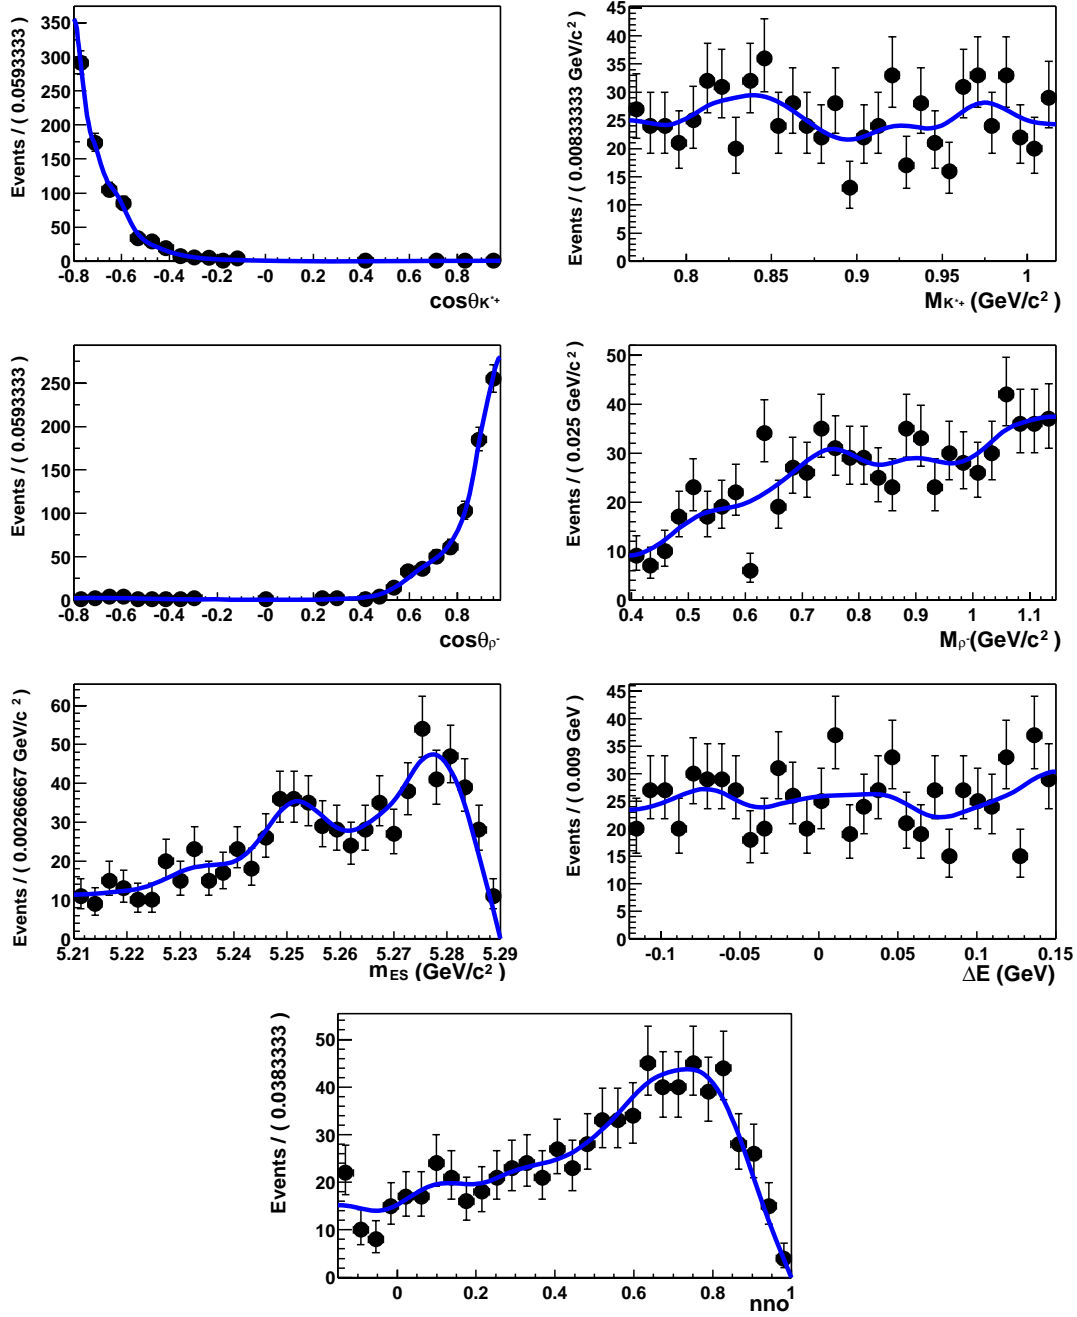 Events / ( 0.0593333 )
350
300
250
200
150
100
50
0
-0.8 -0.6 -0.4 -0.2 -0 0.2 0.4 0.6 0.8
cosθK*+
Events / ( 0.00833333 GeV/c² )
45
40
35
30
25
20
15
10
5
0
0.8 0.85 0.9 0.95 1
MK*+ (GeV/c² )
Events / ( 0.0593333 )
250
200
150
100
50
0
-0.8 -0.6 -0.4 -0.2 -0 0.2 0.4 0.6 0.8
cosθρ-
Events / ( 0.025 GeV/c² )
50
40
30
20
10
0
0.4 0.5 0.6 0.7 0.8 0.9 1 1.1
Mρ-(GeV/c² )
Events / ( 0.00266667 GeV/c ² )
60
50
40
30
20
10
0
5.21 5.22 5.23 5.24 5.25 5.26 5.27 5.28 5.29
mES (GeV/c² )
Events / ( 0.009 GeV )
45
40
35
30
25
20
15
10
5
0
-0.1 -0.05 0 0.05 0.1 0.15
ΔE (GeV)
Events / ( 0.0383333 )
50
40
30
20
10
0
0 0.2 0.4 0.6 0.8 1
nno